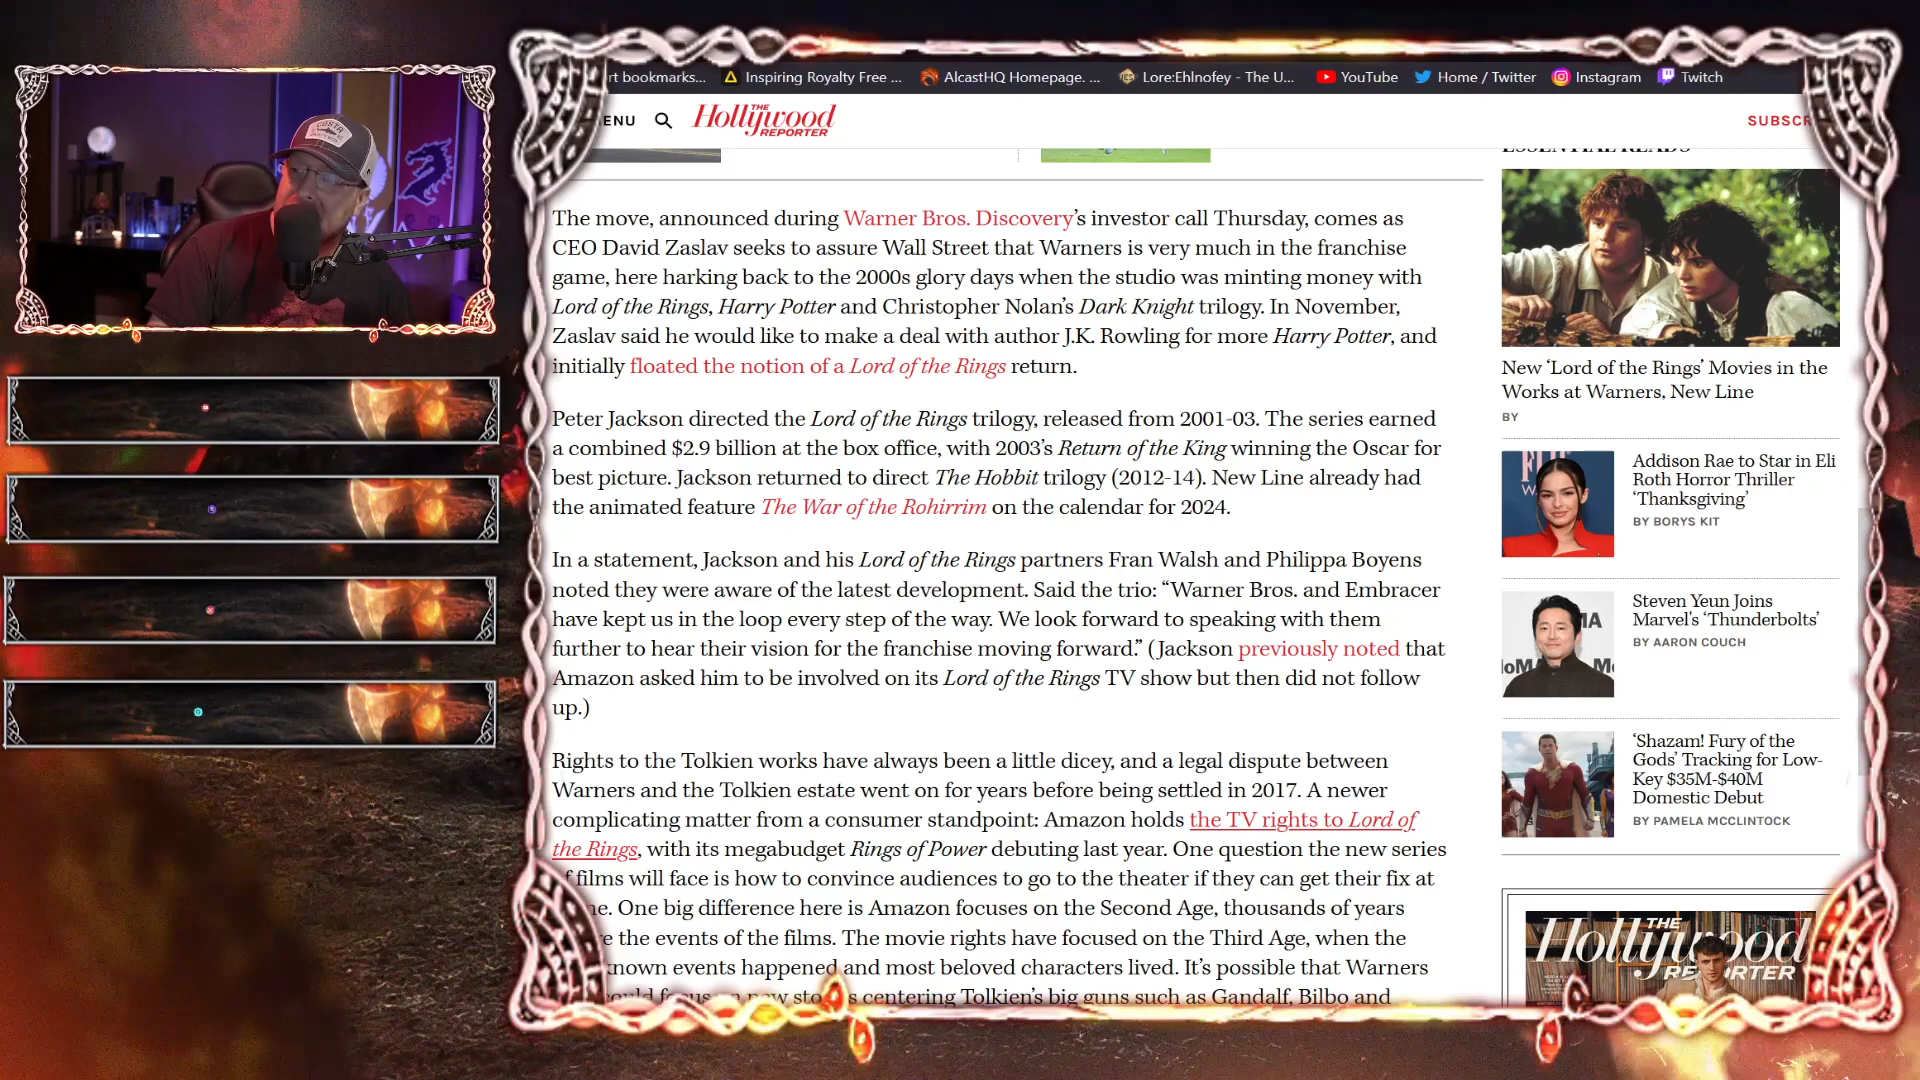 COSTA
rt bookmarks...
Inspiring Royalty Free ...
AlcastHQ Homepage. ...
Lore:Ehlnofey - The U...
YouTube
Home / Twitter
Instagram
Twitch
ENU
THE
Hollywood
REPORTER
SUBSCR
ESSENTIAL READS
The move, announced during Warner Bros. Discovery’s investor call Thursday, comes as
CEO David Zaslav seeks to assure Wall Street that Warners is very much in the franchise
game, here harking back to the 2000s glory days when the studio was minting money with
Lord of the Rings, Harry Potter and Christopher Nolan’s Dark Knight trilogy. In November,
Zaslav said he would like to make a deal with author J.K. Rowling for more Harry Potter, and
initially floated the notion of a Lord of the Rings return.
Peter Jackson directed the Lord of the Rings trilogy, released from 2001-03. The series earned
a combined $2.9 billion at the box office, with 2003’s Return of the King winning the Oscar for
best picture. Jackson returned to direct The Hobbit trilogy (2012-14). New Line already had
the animated feature The War of the Rohirrim on the calendar for 2024.
In a statement, Jackson and his Lord of the Rings partners Fran Walsh and Philippa Boyens
noted they were aware of the latest development. Said the trio: “Warner Bros. and Embracer
have kept us in the loop every step of the way. We look forward to speaking with them
further to hear their vision for the franchise moving forward.” (Jackson previously noted that
Amazon asked him to be involved on its Lord of the Rings TV show but then did not follow
up.)
Rights to the Tolkien works have always been a little dicey, and a legal dispute between
Warners and the Tolkien estate went on for years before being settled in 2017. A newer
complicating matter from a consumer standpoint: Amazon holds the TV rights to Lord of
the Rings, with its megabudget Rings of Power debuting last year. One question the new series
films will face is how to convince audiences to go to the theater if they can get their fix at
ne. One big difference here is Amazon focuses on the Second Age, thousands of years
e the events of the films. The movie rights have focused on the Third Age, when the
known events happened and most beloved characters lived. It’s possible that Warners
centering Tolkien’s big guns such as Gandalf, Bilbo and
New ‘Lord of the Rings’ Movies in the
Works at Warners, New Line
BY
Addison Rae to Star in Eli
Roth Horror Thriller
‘Thanksgiving’
BY BORYS KIT
Steven Yeun Joins
Marvel's ‘Thunderbolts’
BY AARON COUCH
‘Shazam! Fury of the
Gods’ Tracking for Low-
Key $35M-$40M
Domestic Debut
BY PAMELA MCCLINTOCK
THE
Hollywood
REPORTER